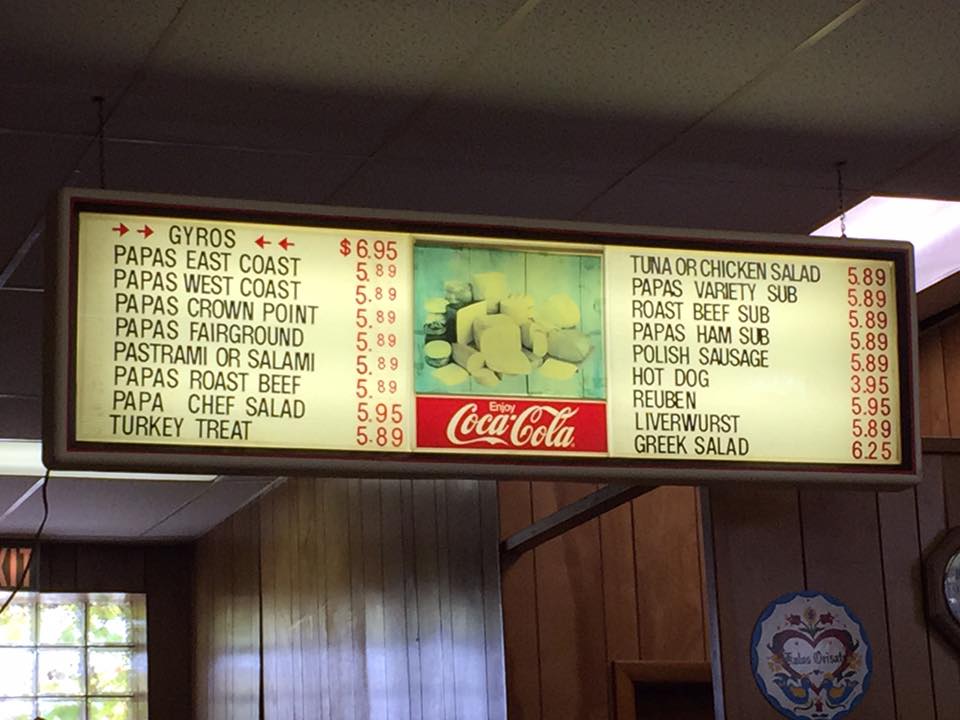 →→ GYROS ←← $6.95
PAPAS EAST COAST 5.89
PAPAS WEST COAST 5.89
PAPAS CROWN POINT 5.89
PAPAS FAIRGROUND 5.89
PASTRAMI OR SALAMI 5.89
PAPAS ROAST BEEF 5.89
PAPA CHEF SALAD 5.95
TURKEY TREAT 5.89
Enjoy
Coca-Cola
TUNA OR CHICKEN SALAD 5.89
PAPAS VARIETY SUB 5.89
ROAST BEEF SUB 5.89
PAPAS HAM SUB 5.89
POLISH SAUSAGE 5.89
HOT DOG 3.95
REUBEN 5.95
LIVERWURST 5.89
GREEK SALAD 6.25